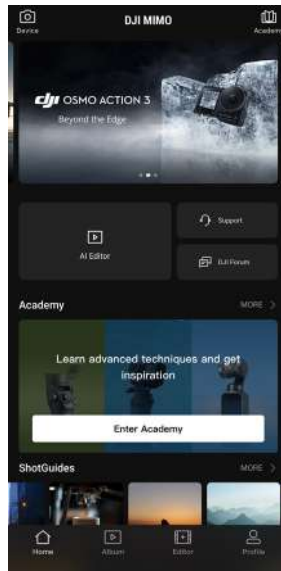 Device
DJI MIMO
Academy
dji OSMO ACTION 3
Beyond the Edge
AI Editor
Support
DJI Forum
Academy
MORE
Learn advanced techniques and get
inspiration
Enter Academy
ShotGuides
MORE
Home
Album
Editor
Profile